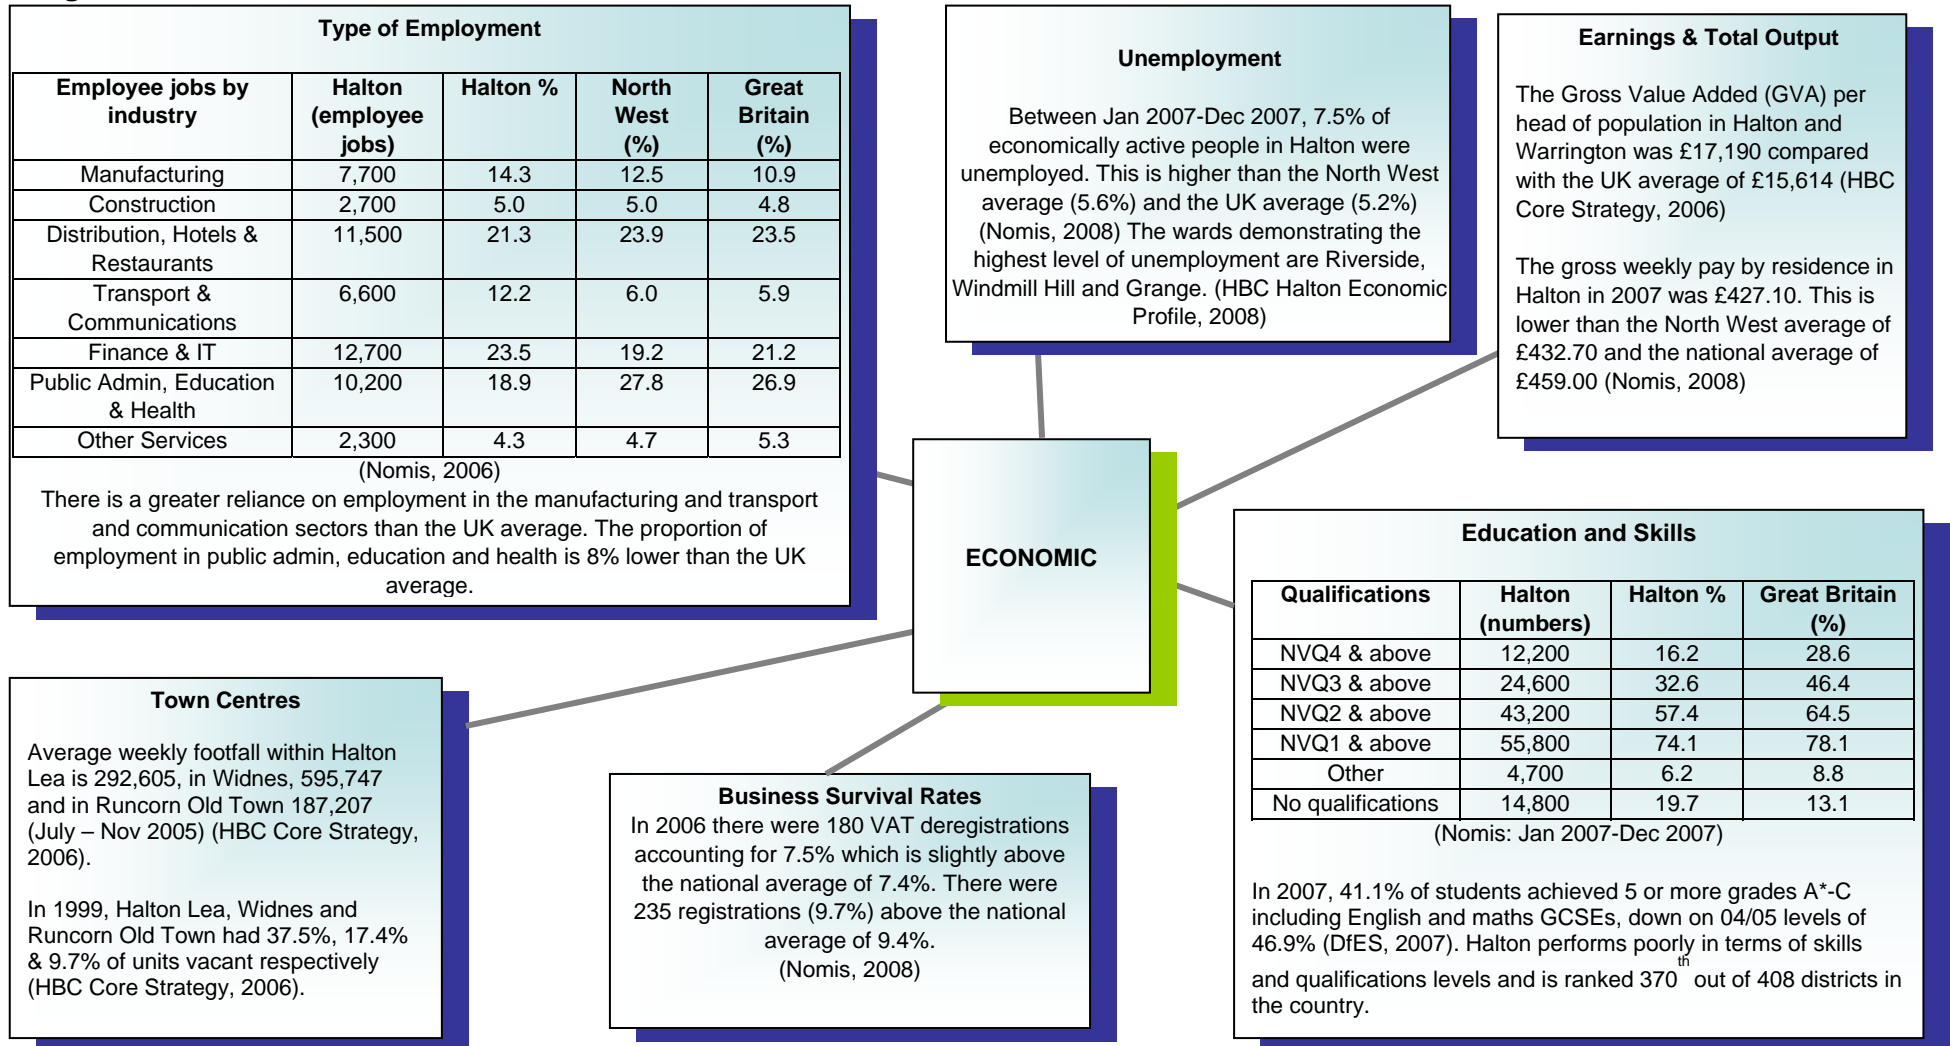 Type of Employment
Employee jobs by industry | Halton (employee jobs) | Halton % | North West (%) | Great Britain (%)
Manufacturing | 7,700 | 14.3 | 12.5 | 10.9
Construction | 2,700 | 5.0 | 5.0 | 4.8
Distribution, Hotels & Restaurants | 11,500 | 21.3 | 23.9 | 23.5
Transport & Communications | 6,600 | 12.2 | 6.0 | 5.9
Finance & IT | 12,700 | 23.5 | 19.2 | 21.2
Public Admin, Education & Health | 10,200 | 18.9 | 27.8 | 26.9
Other Services | 2,300 | 4.3 | 4.7 | 5.3
(Nomis, 2006)
There is a greater reliance on employment in the manufacturing and transport
and communication sectors than the UK average. The proportion of
employment in public admin, education and health is 8% lower than the UK
average.
Unemployment
Between Jan 2007-Dec 2007, 7.5% of
economically active people in Halton were
unemployed. This is higher than the North West
average (5.6%) and the UK average (5.2%)
(Nomis, 2008) The wards demonstrating the
highest level of unemployment are Riverside,
Windmill Hill and Grange. (HBC Halton Economic
Profile, 2008)
Earnings & Total Output
The Gross Value Added (GVA) per
head of population in Halton and
Warrington was £17,190 compared
with the UK average of £15,614 (HBC
Core Strategy, 2006)
The gross weekly pay by residence in
Halton in 2007 was £427.10. This is
lower than the North West average of
£432.70 and the national average of
£459.00 (Nomis, 2008)
ECONOMIC
Education and Skills
Qualifications | Halton (numbers) | Halton % | Great Britain (%)
NVQ4 & above | 12,200 | 16.2 | 28.6
NVQ3 & above | 24,600 | 32.6 | 46.4
NVQ2 & above | 43,200 | 57.4 | 64.5
NVQ1 & above | 55,800 | 74.1 | 78.1
Other | 4,700 | 6.2 | 8.8
No qualifications | 14,800 | 19.7 | 13.1
(Nomis: Jan 2007-Dec 2007)
In 2007, 41.1% of students achieved 5 or more grades A*-C
including English and maths GCSEs, down on 04/05 levels of
46.9% (DfES, 2007). Halton performs poorly in terms of skills
and qualifications levels and is ranked 370th out of 408 districts in
the country.
Town Centres
Average weekly footfall within Halton
Lea is 292,605, in Widnes, 595,747
and in Runcorn Old Town 187,207
(July – Nov 2005) (HBC Core Strategy,
2006).
In 1999, Halton Lea, Widnes and
Runcorn Old Town had 37.5%, 17.4%
& 9.7% of units vacant respectively
(HBC Core Strategy, 2006).
Business Survival Rates
In 2006 there were 180 VAT deregistrations
accounting for 7.5% which is slightly above
the national average of 7.4%. There were
235 registrations (9.7%) above the national
average of 9.4%.
(Nomis, 2008)